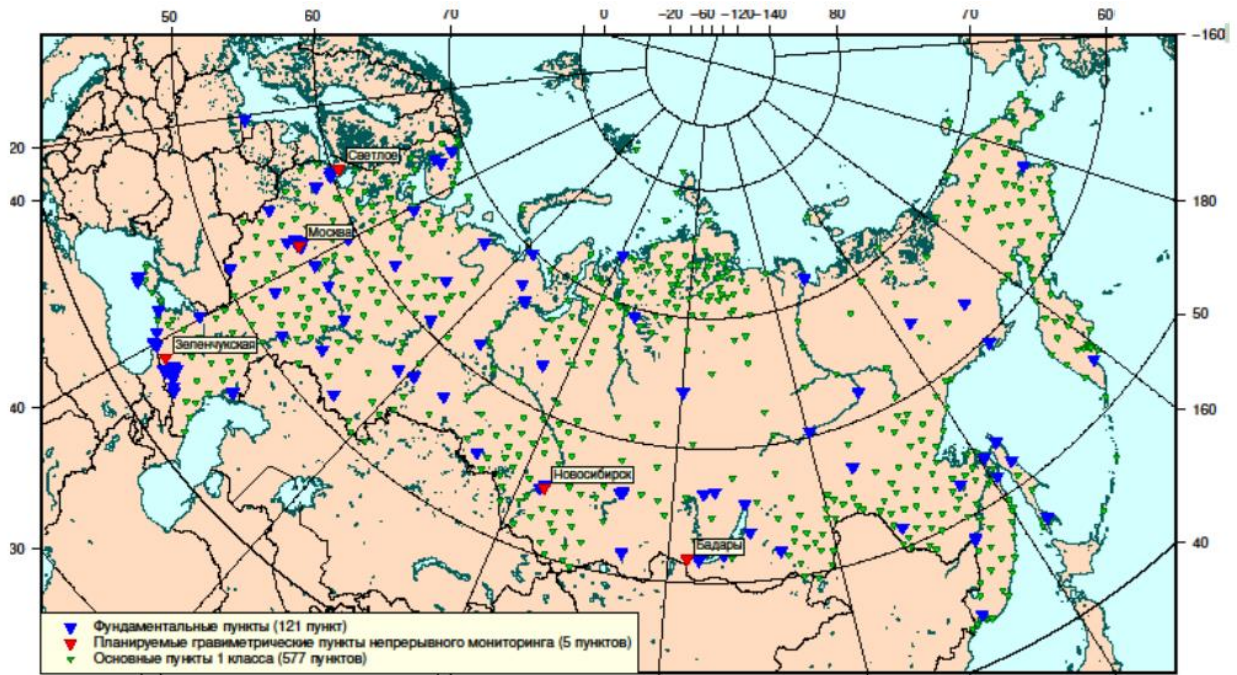 50 60 70 0 -20 -60 -120 -140 80 70 60
-160
20
Светлое
40
180
Москва
50
Зеленчукская
40
160
Новосибирск
30
Бадары
40
Фундаментальные пункты (121 пункт)
Планируемые гравиметрические пункты непрерывного мониторинга (5 пунктов)
Основные пункты 1 класса (577 пунктов)